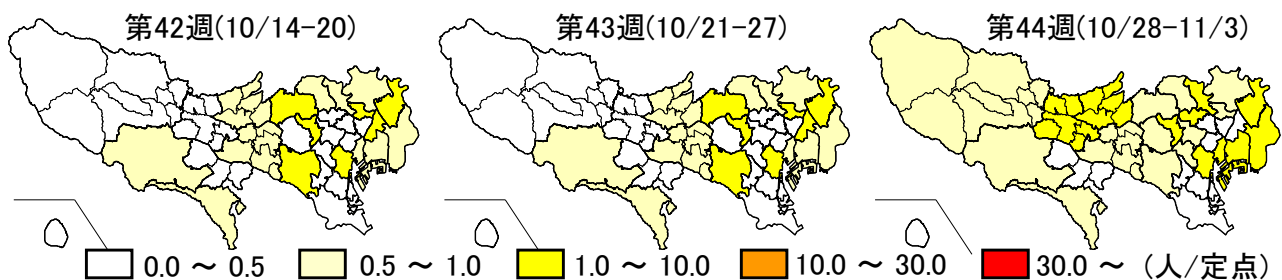 第42週(10/14-20)
第43週(10/21-27)
第44週(10/28-11/3)
0.0 ～ 0.5
0.5 ～ 1.0
1.0 ～ 10.0
10.0 ～ 30.0
30.0 ～ (人/定点)